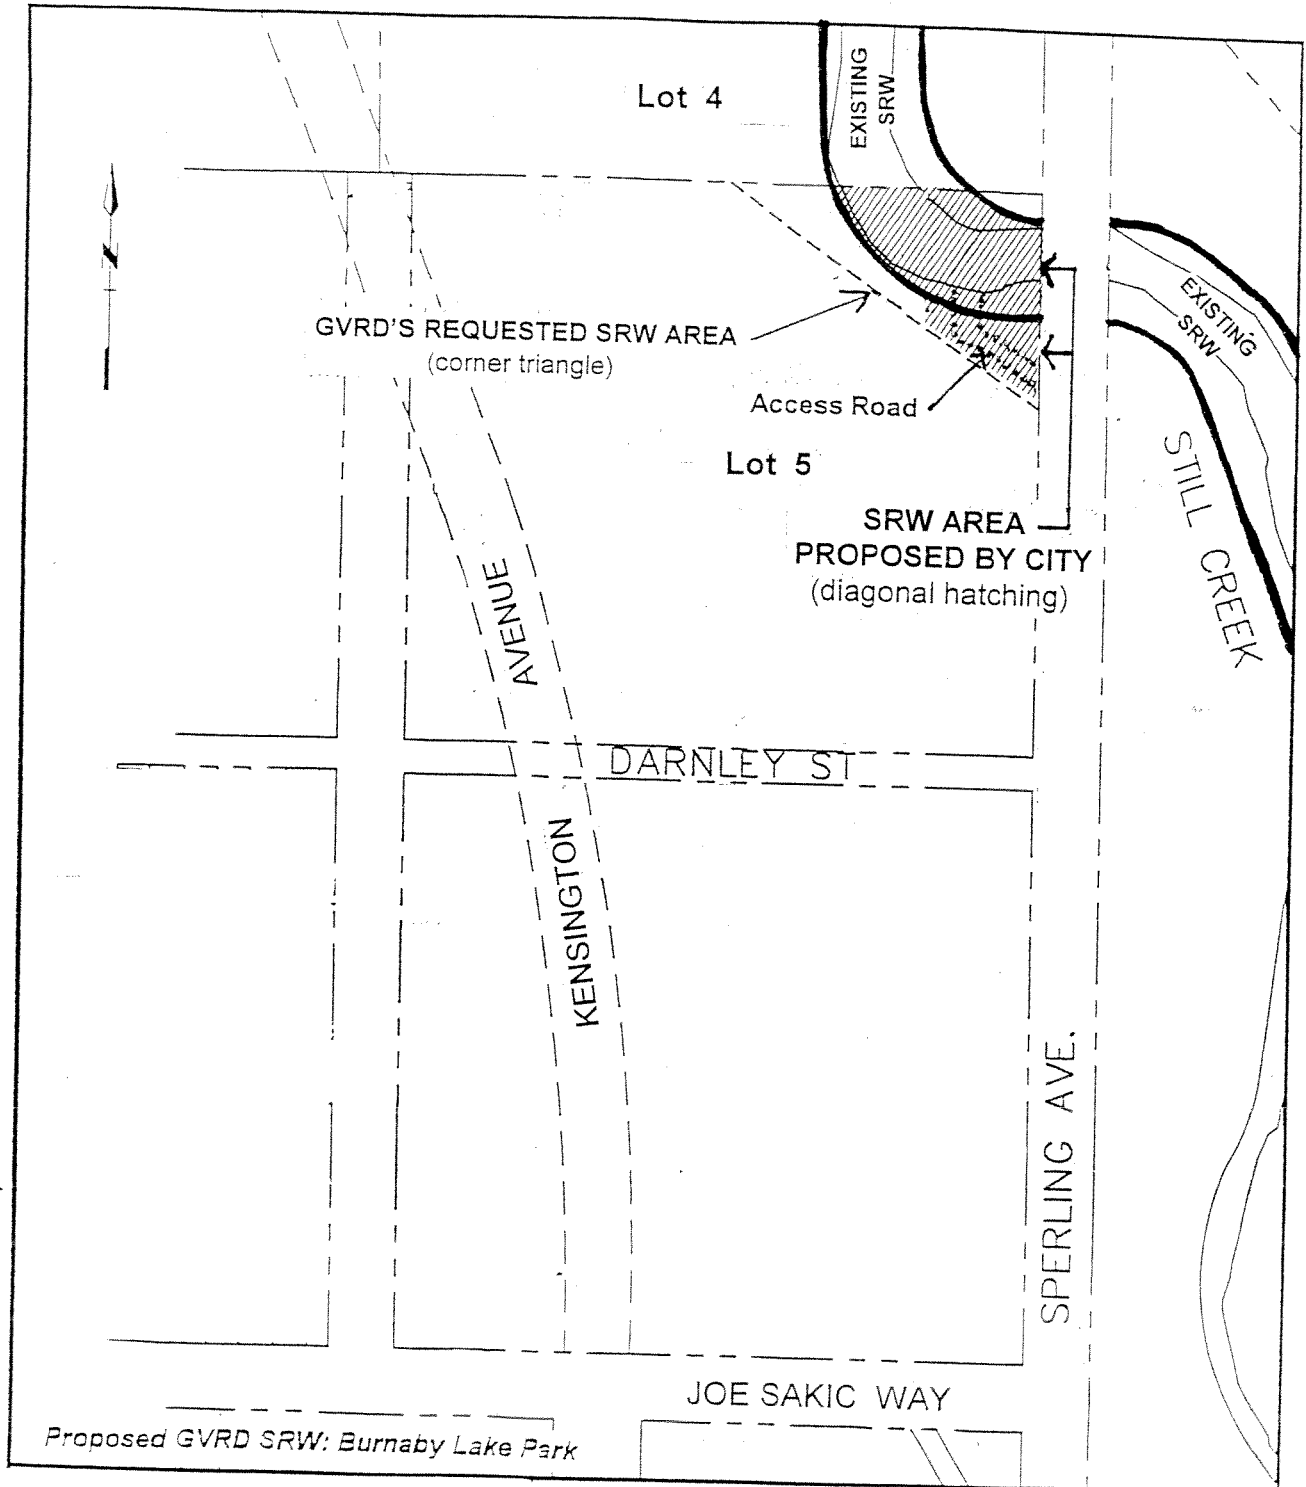 Lot 4
EXISTING
SRW
N
GVRD'S REQUESTED SRW AREA
(corner triangle)
EXISTING
SRW
Access Road
Lot 5
SRW AREA
PROPOSED BY CITY
(diagonal hatching)
STILL CREEK
AVENUE
DARNLEY ST
KENSINGTON
SPERLING AVE.
JOE SAKIC WAY
Proposed GVRD SRW: Burnaby Lake Park